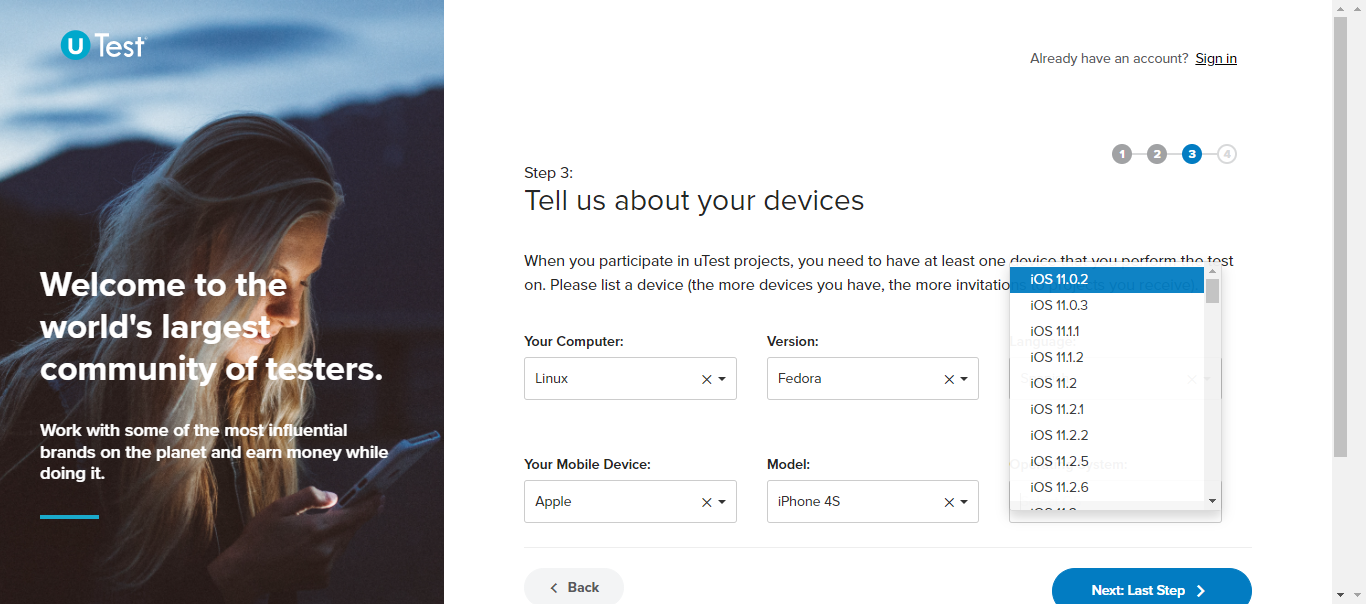 U Test
Already have an account? Sign in
1 2 3 4
Step 3:
Tell us about your devices
When you participate in uTest projects, you need to have at least one device that you perform the test
on. Please list a device (the more devices you have, the more invitations to projects you receive).
Welcome to the
world's largest
community of testers.
Work with some of the most influential
brands on the planet and earn money while
doing it.
Your Computer:
Version:
Language:
Linux
Fedora
Your Mobile Device:
Model:
Operating System:
Apple
iPhone 4S
iOS 11.0.2
iOS 11.0.3
iOS 11.1.1
iOS 11.1.2
iOS 11.2
iOS 11.2.1
iOS 11.2.2
iOS 11.2.5
iOS 11.2.6
Back
Next: Last Step